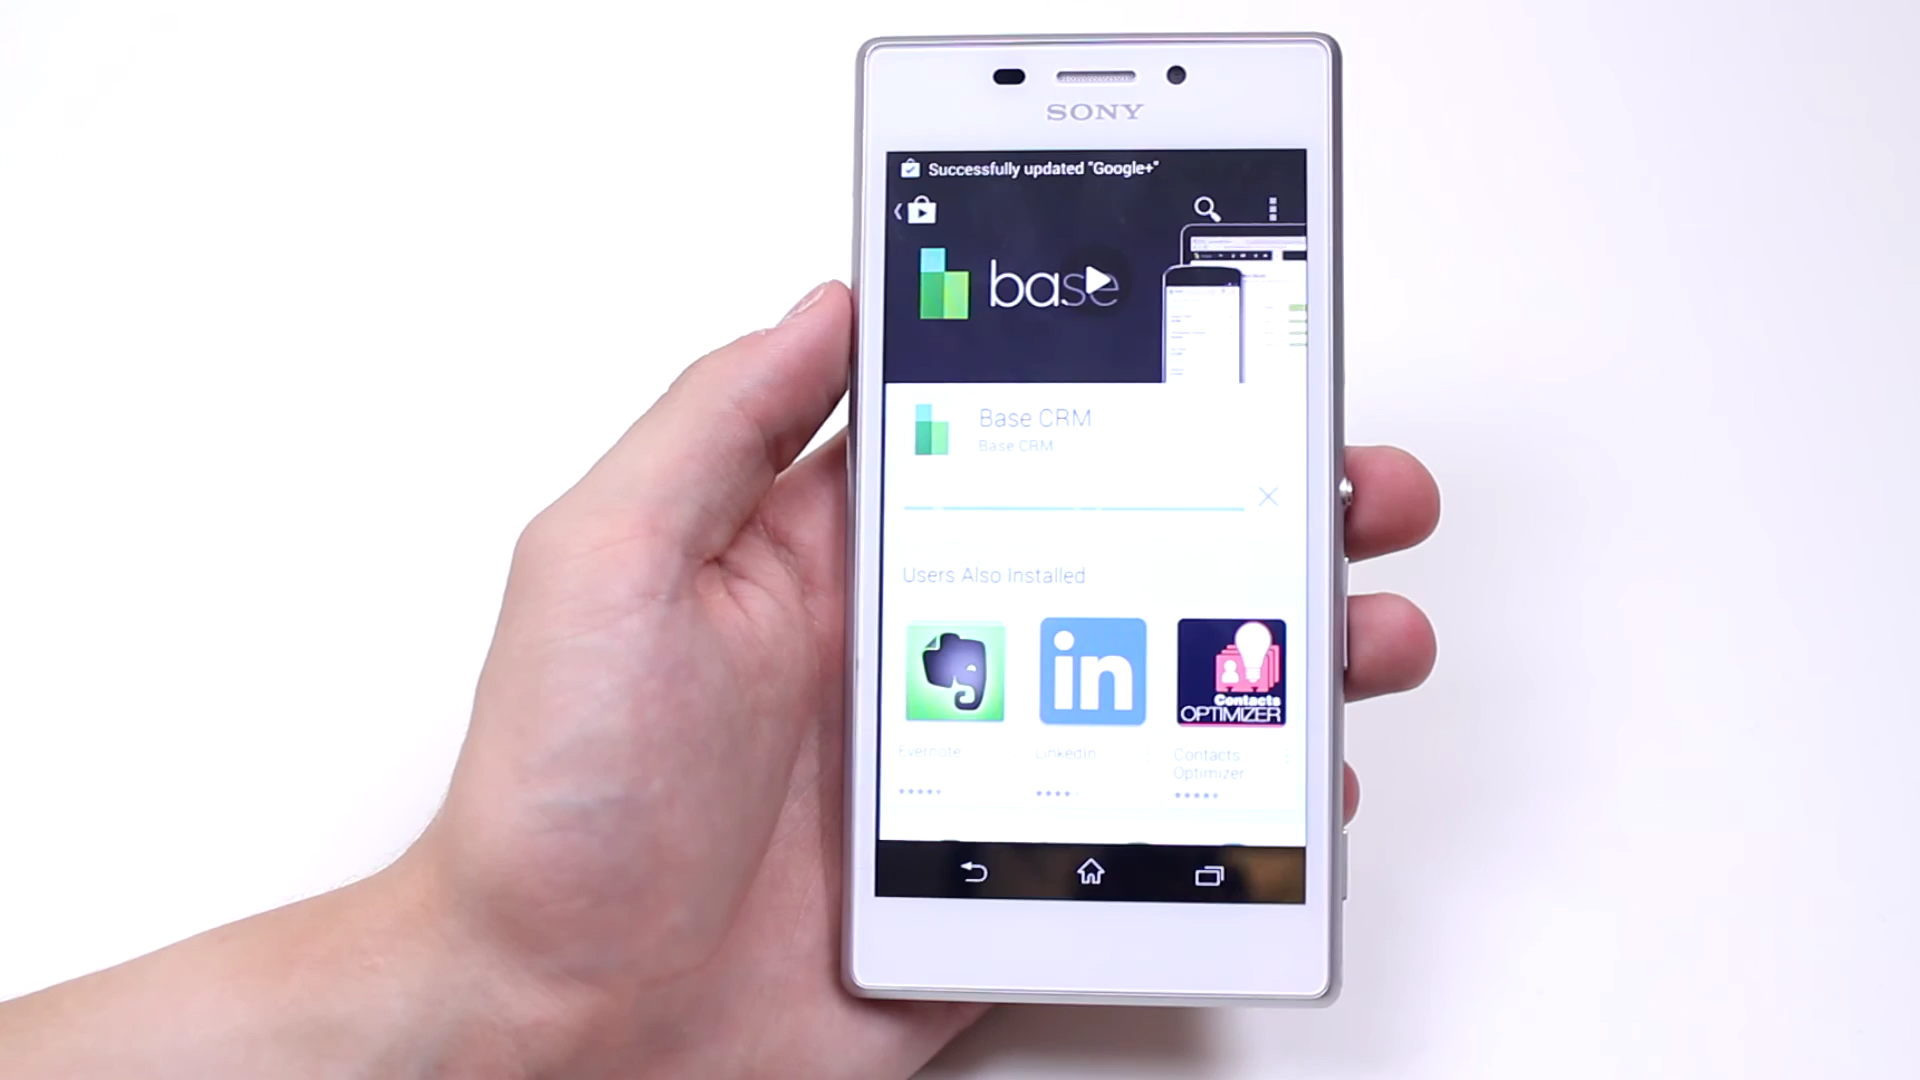 SONY
Successfully updated "Google+"
base
Base CRM
Base CRM
Users Also Installed
in
Contacts
OPTIMIZER
Evernote
LinkedIn
Contacts
Optimizer